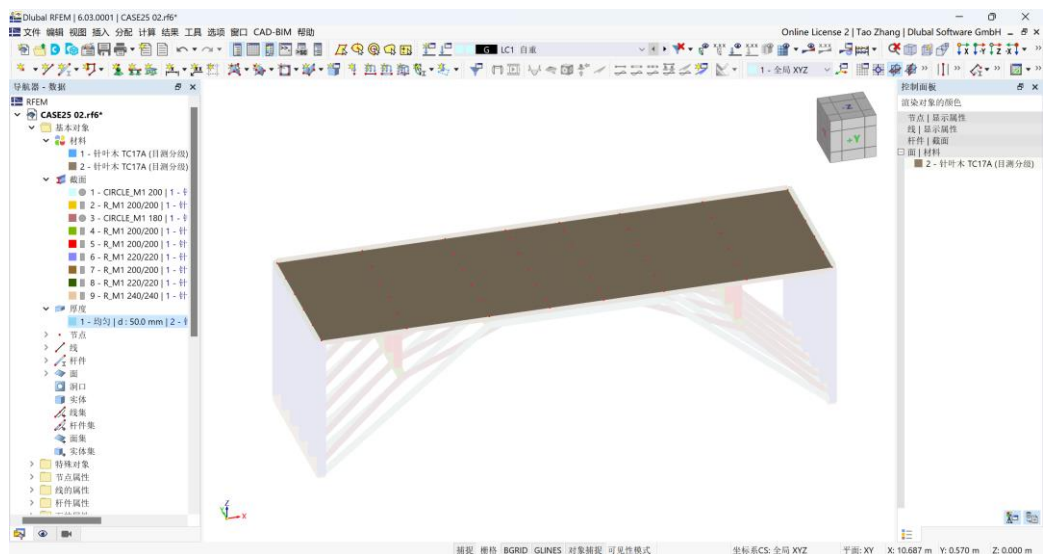 Dlubal RFEM | 6.03.0001 | CASE25 02.rf6*
文件 编辑 视图 插入 分配 计算 结果 工具 选项 窗口 CAD-BIM 帮助
Online License 2 | Tao Zhang | Dlubal Software GmbH
G LC1 自重
1 - 全局 XYZ
导航器 - 数据
RFEM
CASE25 02.rf6*
基本对象
材料
1 - 针叶木 TC17A (目测分级)
2 - 针叶木 TC17A (目测分级)
截面
1 - CIRCLE_M1 200 | 1 - 针
2 - R_M1 200/200 | 1 - 针
3 - CIRCLE_M1 180 | 1 - 针
4 - R_M1 200/200 | 1 - 针
5 - R_M1 200/200 | 1 - 针
6 - R_M1 220/220 | 1 - 针
7 - R_M1 200/200 | 1 - 针
8 - R_M1 220/220 | 1 - 针
9 - R_M1 240/240 | 1 - 针
厚度
1 - 均匀 | d : 50.0 mm | 2 - 针
节点
线
杆件
面
洞口
实体
线集
杆件集
面集
实体集
特殊对象
节点属性
线的属性
杆件属性
控制面板
渲染对象的颜色
节点 | 显示属性
线 | 显示属性
杆件 | 截面
面 | 材料
2 - 针叶木 TC17A (目测分级)
-Z
+Y
Z
Y
X
捕捉 栅格 BGRID GLINES 对象捕捉 可见性模式 坐标系CS: 全局 XYZ 平面: XY X: 10.687 m Y: 0.570 m Z: 0.000 m